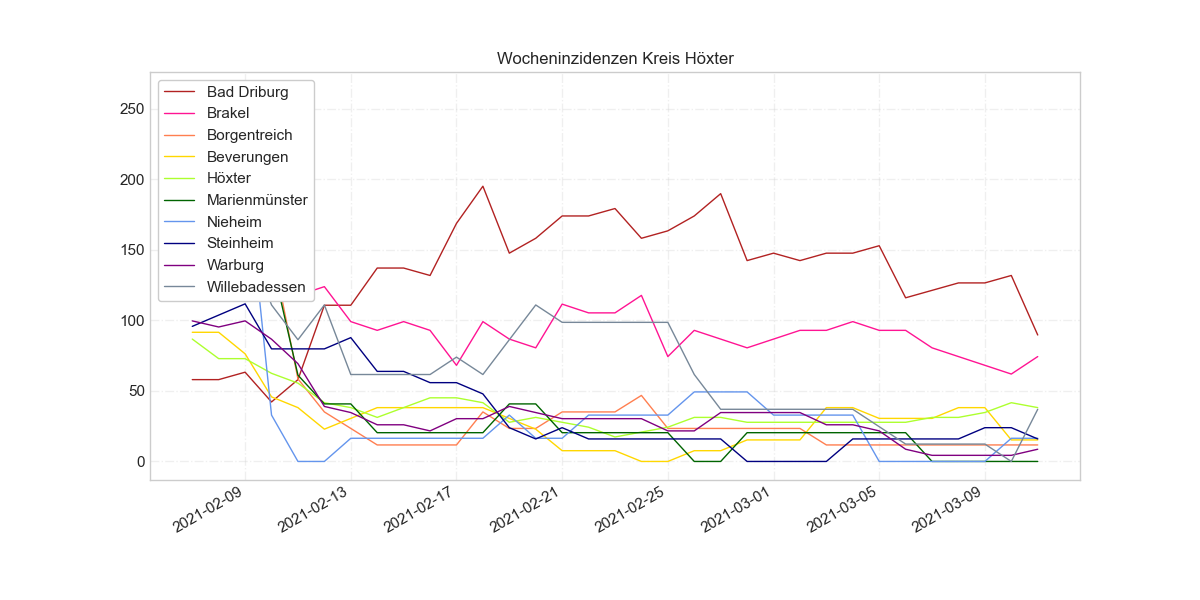 Wocheninzidenzen Kreis Höxter
250
200
150
100
50
0
Bad Driburg
Brakel
Borgentreich
Beverungen
Höxter
Marienmünster
Nieheim
Steinheim
Warburg
Willebadessen
2021-02-09
2021-02-13
2021-02-17
2021-02-21
2021-02-25
2021-03-01
2021-03-05
2021-03-09